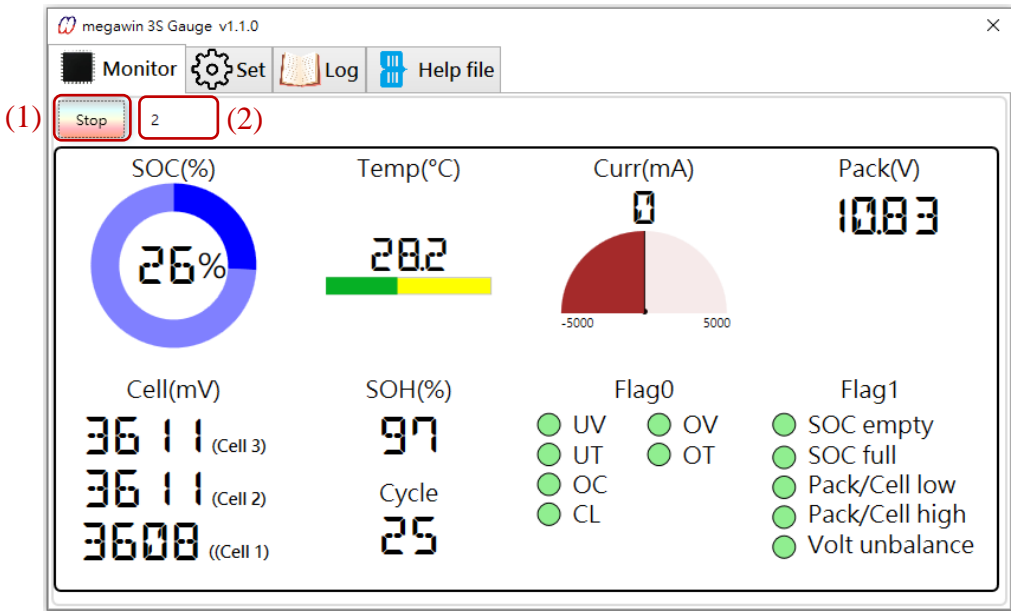 megawin 3S Gauge v1.1.0
Monitor Set Log Help file
(1) Stop 2 (2)
SOC(%) Temp(°C) Curr(mA) Pack(V)
26% 28.2 0 10.83
-5000 5000
Cell(mV) SOH(%) Flag0 Flag1
3611 (Cell 3) 97 UV OV SOC empty
UT OT SOC full
3611 (Cell 2) Cycle OC Pack/Cell low
CL Pack/Cell high
3608 ((Cell 1) 25 Volt unbalance